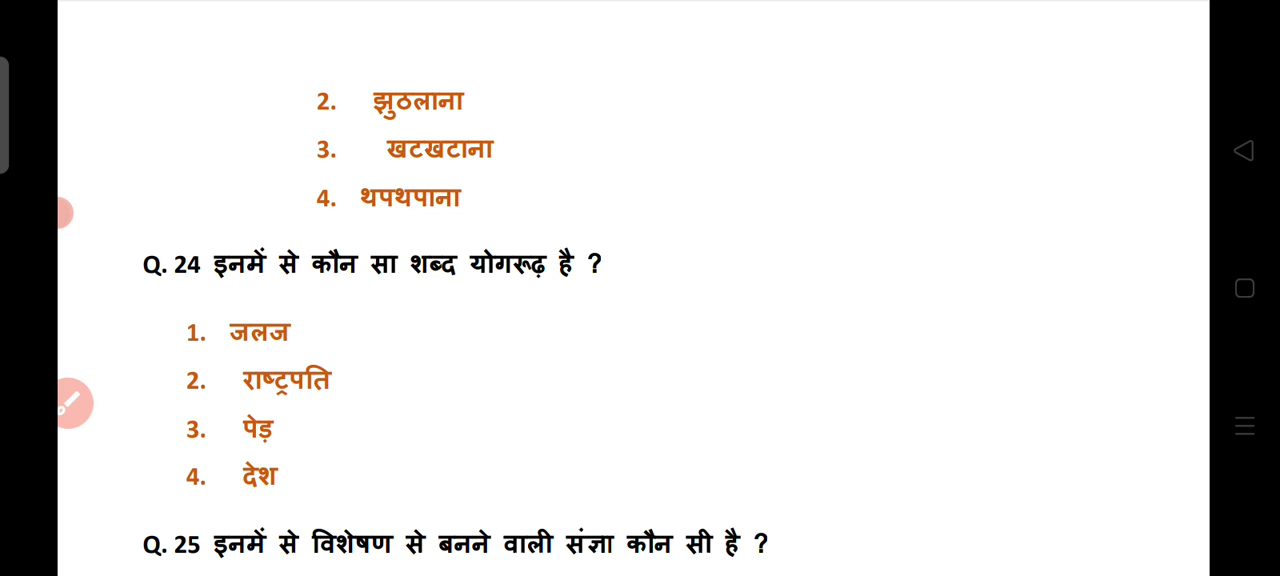 2. झुठलाना
3. खटखटाना
4. थपथपाना
Q. 24 इनमें से कौन सा शब्द योगरूढ़ है ?
1. जलज
2. राष्ट्रपति
3. पेड़
4. देश
Q. 25 इनमें से विशेषण से बनने वाली संज्ञा कौन सी है ?